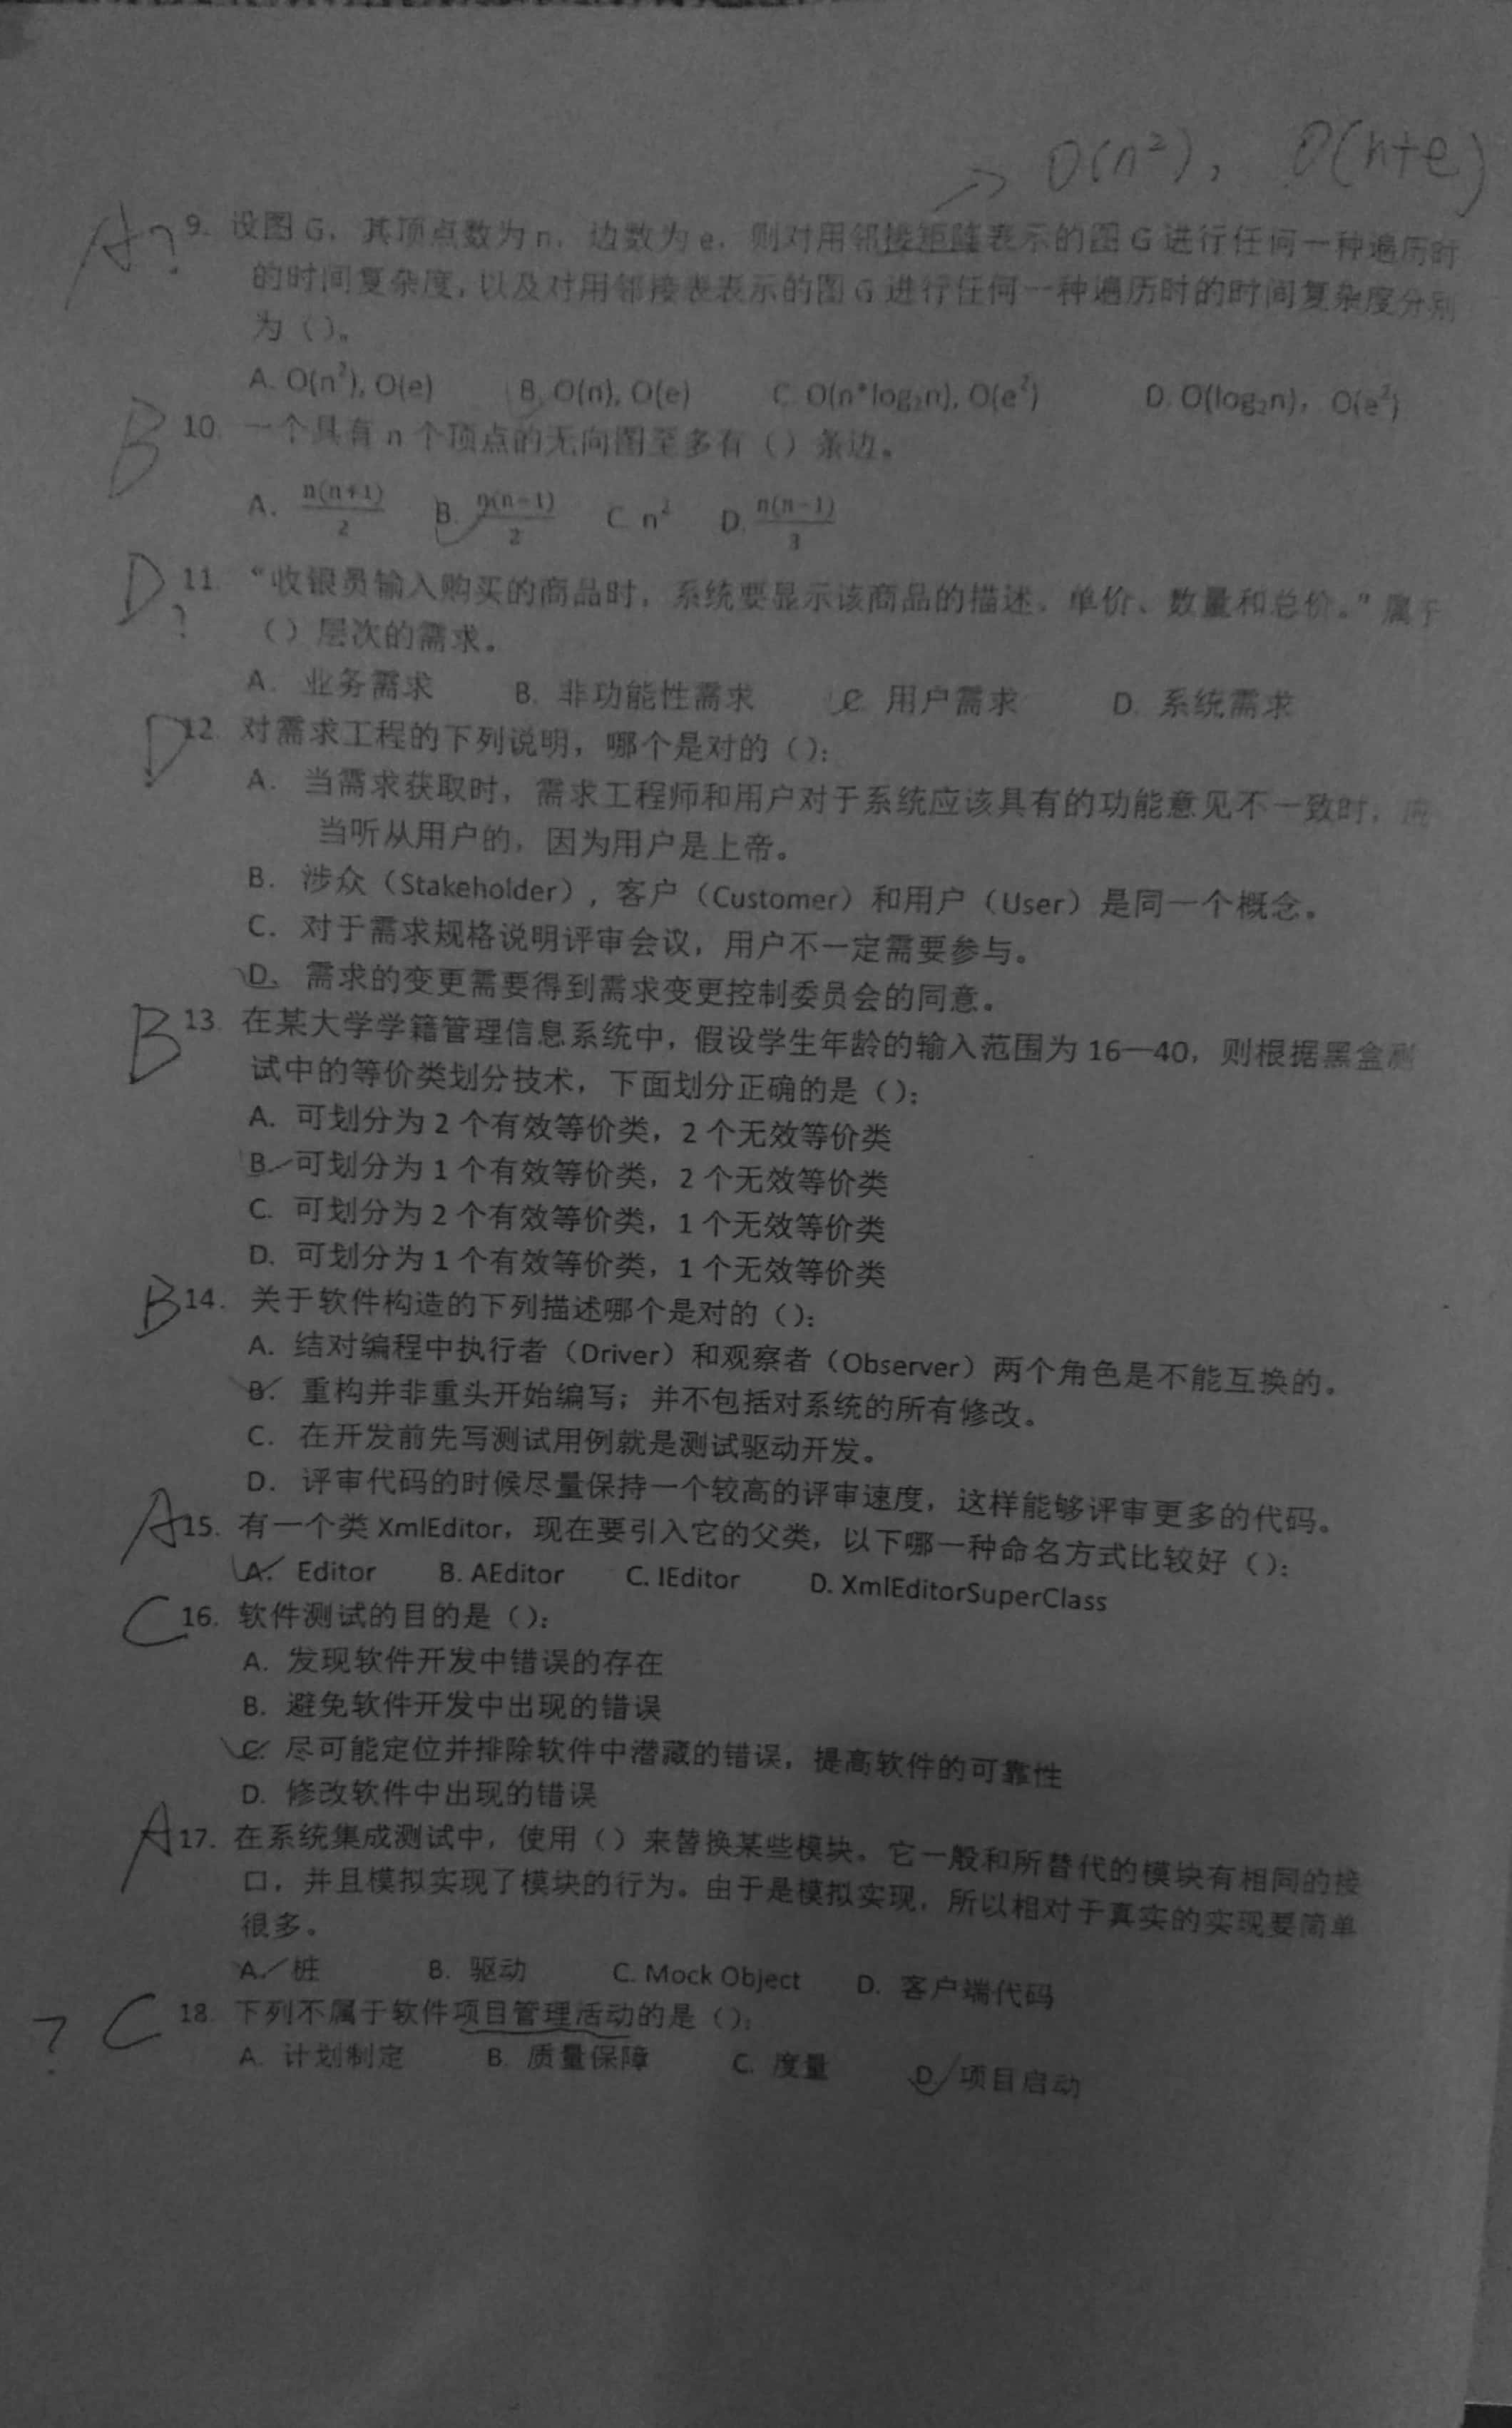 → O(n²), O(n+e)
A? 9. 设图 G，其顶点数为 n，边数为 e，则对用邻接矩阵表示的图 G 进行任何一种遍历时
的时间复杂度，以及对用邻接表表示的图 G 进行任何一种遍历时的时间复杂度分别
为（）。
A. O(n²), O(e) B. O(n), O(e) C. O(n*log₂n), O(e²) D. O(log₂n)，O(e²)
B 10. 一个具有 n 个顶点的无向图至多有（）条边。
A. n(n+1)/2 B. n(n-1)/2 C. n² D. n(n-1)/3
D? 11. “收银员输入购买的商品时，系统要显示该商品的描述、单价、数量和总价。”属于
（）层次的需求。
A. 业务需求 B. 非功能性需求 C. 用户需求 D. 系统需求
D 12. 对需求工程的下列说明，哪个是对的（）：
A. 当需求获取时，需求工程师和用户对于系统应该具有的功能意见不一致时，应
当听从用户的，因为用户是上帝。
B. 涉众（Stakeholder）, 客户（Customer）和用户（User）是同一个概念。
C. 对于需求规格说明评审会议，用户不一定需要参与。
D. 需求的变更需要得到需求变更控制委员会的同意。
B 13. 在某大学学籍管理信息系统中，假设学生年龄的输入范围为 16—40，则根据黑盒测
试中的等价类划分技术，下面划分正确的是（）：
A. 可划分为 2 个有效等价类，2 个无效等价类
B. 可划分为 1 个有效等价类，2 个无效等价类
C. 可划分为 2 个有效等价类，1 个无效等价类
D. 可划分为 1 个有效等价类，1 个无效等价类
B 14. 关于软件构造的下列描述哪个是对的（）：
A. 结对编程中执行者（Driver）和观察者（Observer）两个角色是不能互换的。
B. 重构并非重头开始编写；并不包括对系统的所有修改。
C. 在开发前先写测试用例就是测试驱动开发。
D. 评审代码的时候尽量保持一个较高的评审速度，这样能够评审更多的代码。
A 15. 有一个类 XmlEditor，现在要引入它的父类，以下哪一种命名方式比较好（）：
A. Editor B. AEditor C. IEditor D. XmlEditorSuperClass
C 16. 软件测试的目的是（）：
A. 发现软件开发中错误的存在
B. 避免软件开发中出现的错误
C. 尽可能定位并排除软件中潜藏的错误，提高软件的可靠性
D. 修改软件中出现的错误
A 17. 在系统集成测试中，使用（）来替换某些模块。它一般和所替代的模块有相同的接
口，并且模拟实现了模块的行为。由于是模拟实现，所以相对于真实的实现要简单
很多。
A. 桩 B. 驱动 C. Mock Object D. 客户端代码
? C 18. 下列不属于软件项目管理活动的是（）：
A. 计划制定 B. 质量保障 C. 度量 D. 项目启动